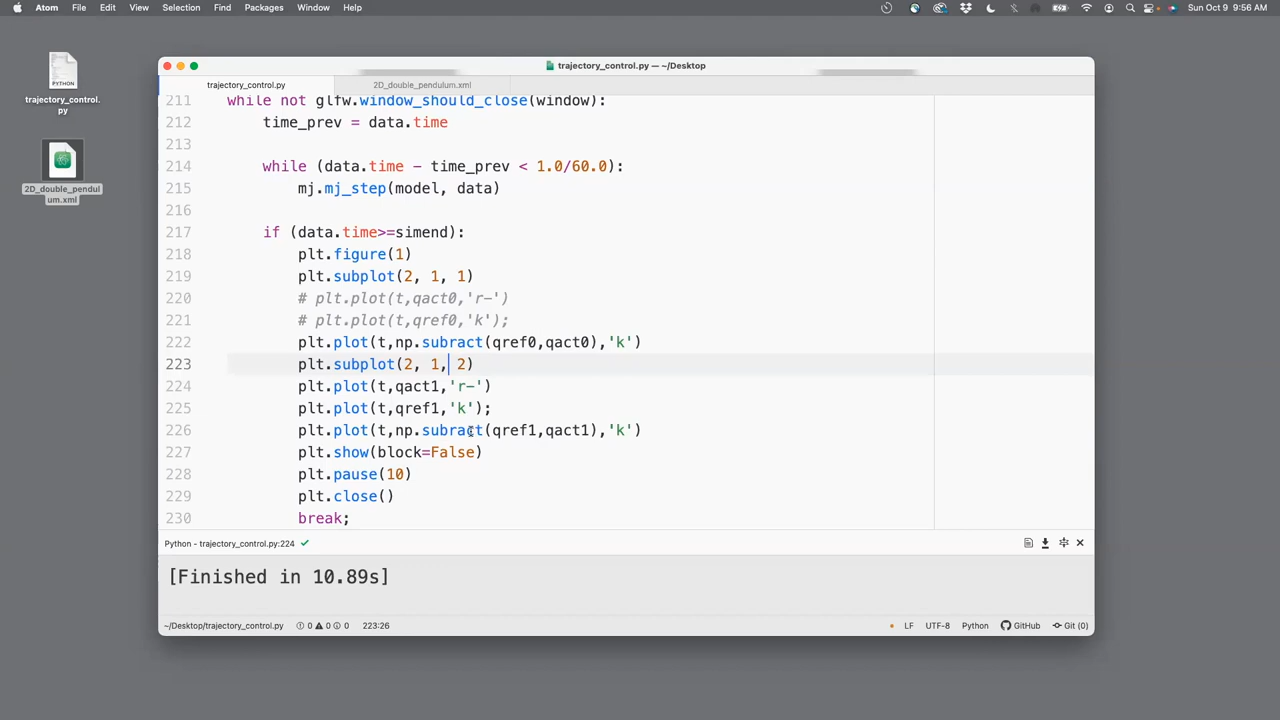 Atom File Edit View Selection Find Packages Window Help Sun Oct 9 9:56 AM
PYTHON
trajectory_control.
py
2D_double_pendul
um.xml
trajectory_control.py — ~/Desktop
trajectory_control.py 2D_double_pendulum.xml
211 while not glfw.window_should_close(window):
212 time_prev = data.time
213
214 while (data.time - time_prev < 1.0/60.0):
215 mj.mj_step(model, data)
216
217 if (data.time>=simend):
218 plt.figure(1)
219 plt.subplot(2, 1, 1)
220 # plt.plot(t,qact0,'r-')
221 # plt.plot(t,qref0,'k');
222 plt.plot(t,np.subract(qref0,qact0),'k')
223 plt.subplot(2, 1, 2)
224 plt.plot(t,qact1,'r-')
225 plt.plot(t,qref1,'k');
226 plt.plot(t,np.subract(qref1,qact1),'k')
227 plt.show(block=False)
228 plt.pause(10)
229 plt.close()
230 break;
Python - trajectory_control.py:224
[Finished in 10.89s]
~/Desktop/trajectory_control.py 0 0 0 223:26 LF UTF-8 Python GitHub Git (0)